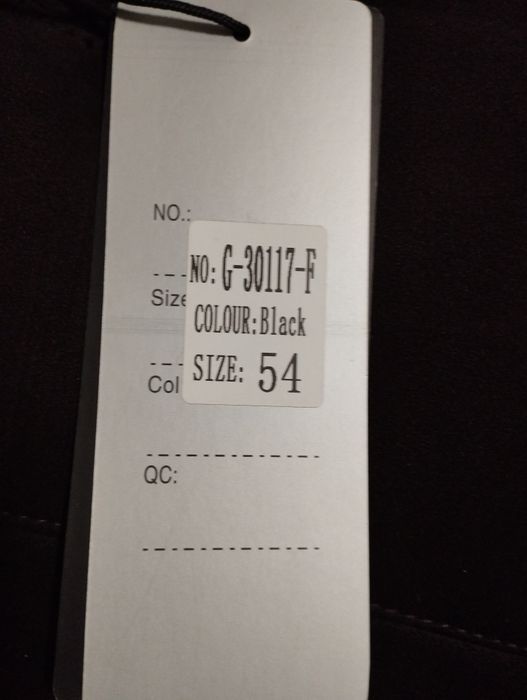 NO.:
NO: G-30117-F
Size
COLOUR:Black
SIZE: 54
Col
QC: